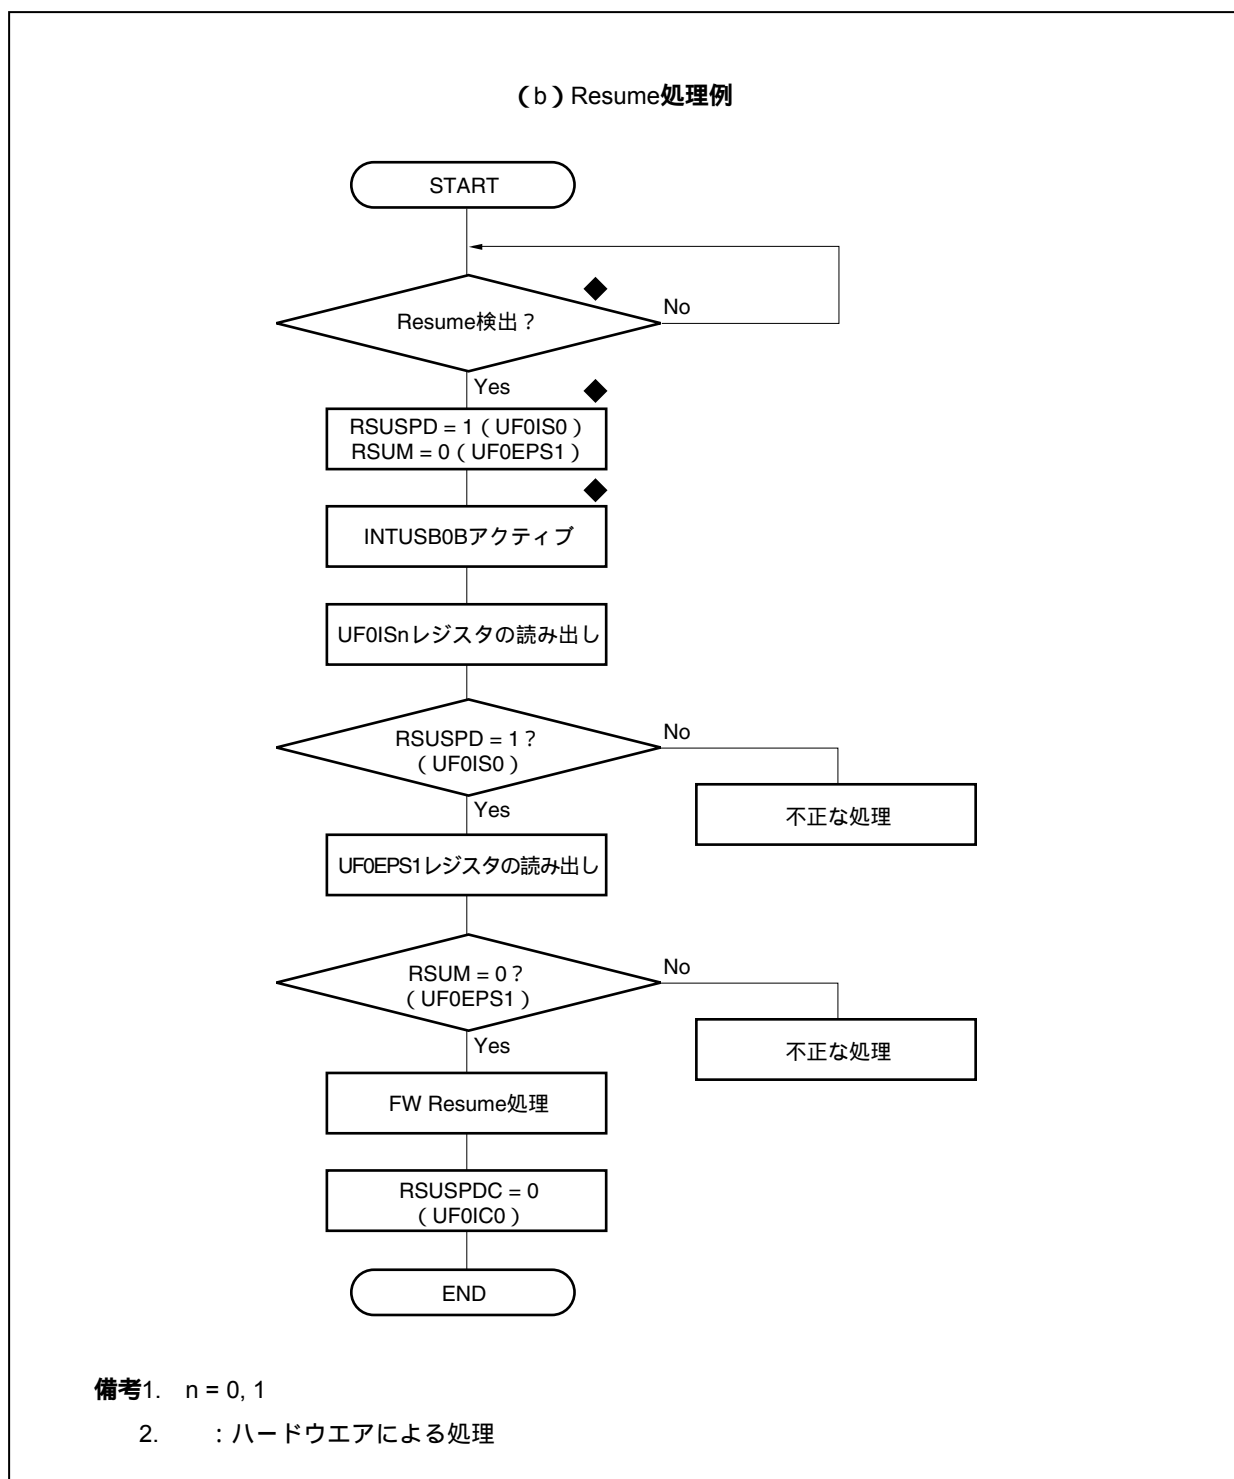 (b) Resume処理例
START
Resume検出?
No
Yes
RSUSPD = 1 (UF0IS0)
RSUM = 0 (UF0EPS1)
INTUSB0Bアクティブ
UF0ISnレジスタの読み出し
RSUSPD = 1?
(UF0IS0)
No
不正な処理
Yes
UF0EPS1レジスタの読み出し
RSUM = 0?
(UF0EPS1)
No
不正な処理
Yes
FW Resume処理
RSUSPDC = 0
(UF0IC0)
END
備考1. n = 0, 1
2. :ハードウエアによる処理